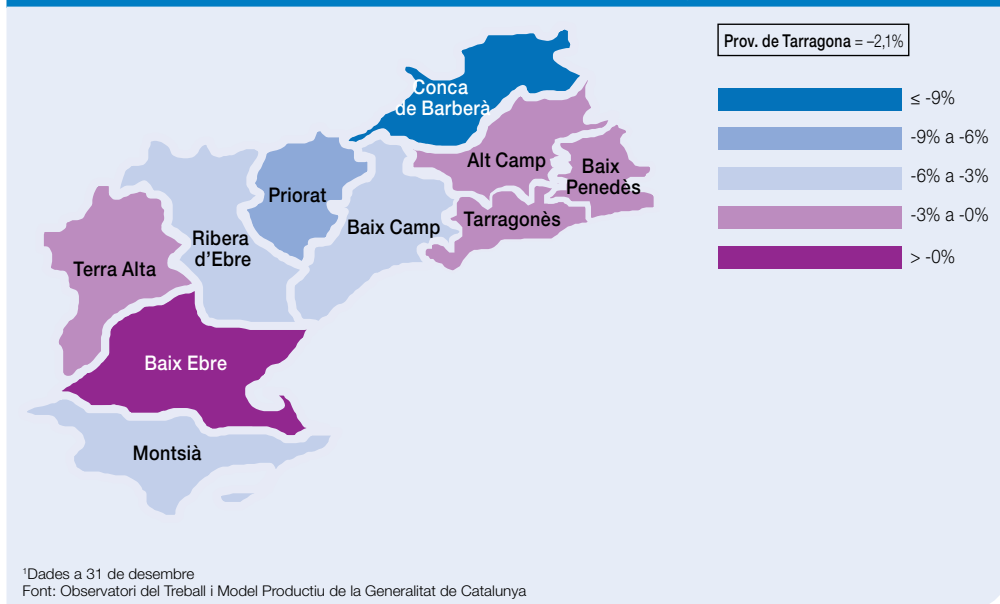 Prov. de Tarragona = –2,1%
≤ -9%
-9% a -6%
-6% a -3%
-3% a -0%
> -0%
Conca
de Barberà
Alt Camp
Baix
Penedès
Priorat
Baix Camp
Tarragonès
Ribera
d'Ebre
Terra Alta
Baix Ebre
Montsià
¹Dades a 31 de desembre
Font: Observatori del Treball i Model Productiu de la Generalitat de Catalunya